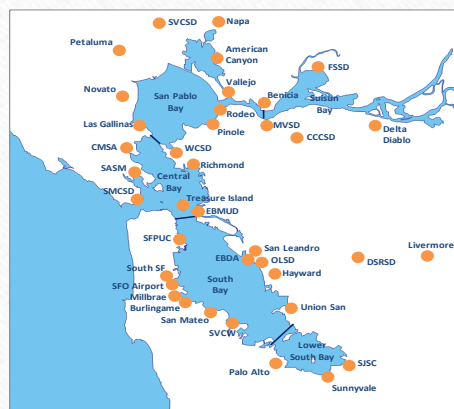 SVCSD
Napa
Petaluma
American
Canyon
FSSD
Novato
San Pablo
Bay
Vallejo
Benicia
Suisun
Bay
Rodeo
Las Gallinas
Pinole
MVSD
Delta
Diablo
CCCSD
CMSA
WCSD
SASM
Richmond
Central
Bay
SMCSD
Treasure Island
EBMUD
SFPUC
San Leandro
EBDA
OLSD
Livermore
DSRSD
South SF
South
Bay
Hayward
SFO Airport
Millbrae
Burlingame
Union San
San Mateo
SVCW
Lower
South Bay
Palo Alto
SJSC
Sunnyvale